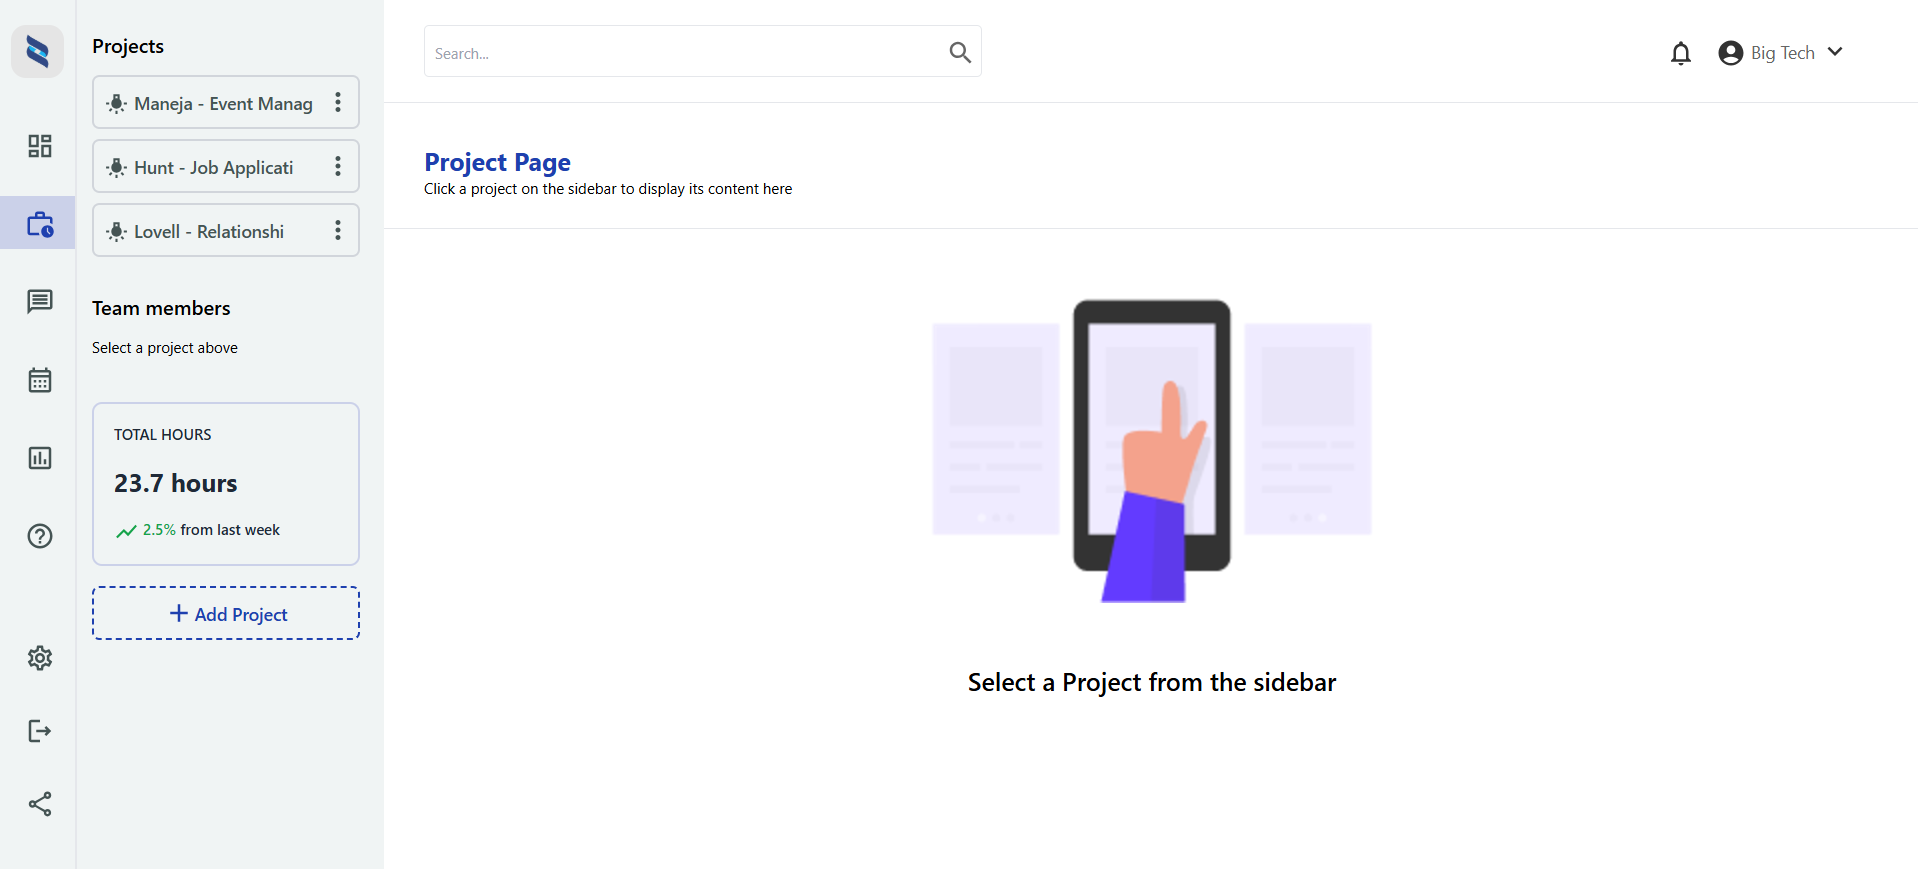 Projects
Maneja - Event Manag
Hunt - Job Applicati
Lovell - Relationshi
Team members
Select a project above
TOTAL HOURS
23.7 hours
2.5% from last week
+ Add Project
Search...
Big Tech
Project Page
Click a project on the sidebar to display its content here
Select a Project from the sidebar